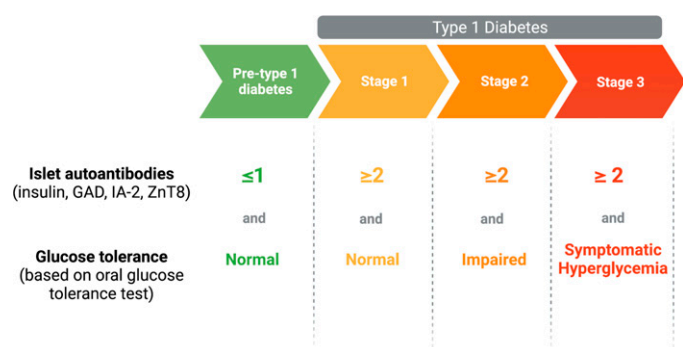 Type 1 Diabetes
Pre-type 1
diabetes
Stage 1
Stage 2
Stage 3
Islet autoantibodies
(insulin, GAD, IA-2, ZnT8)
≤1
≥2
≥2
≥ 2
and
and
and
and
Glucose tolerance
(based on oral glucose
tolerance test)
Normal
Normal
Impaired
Symptomatic
Hyperglycemia